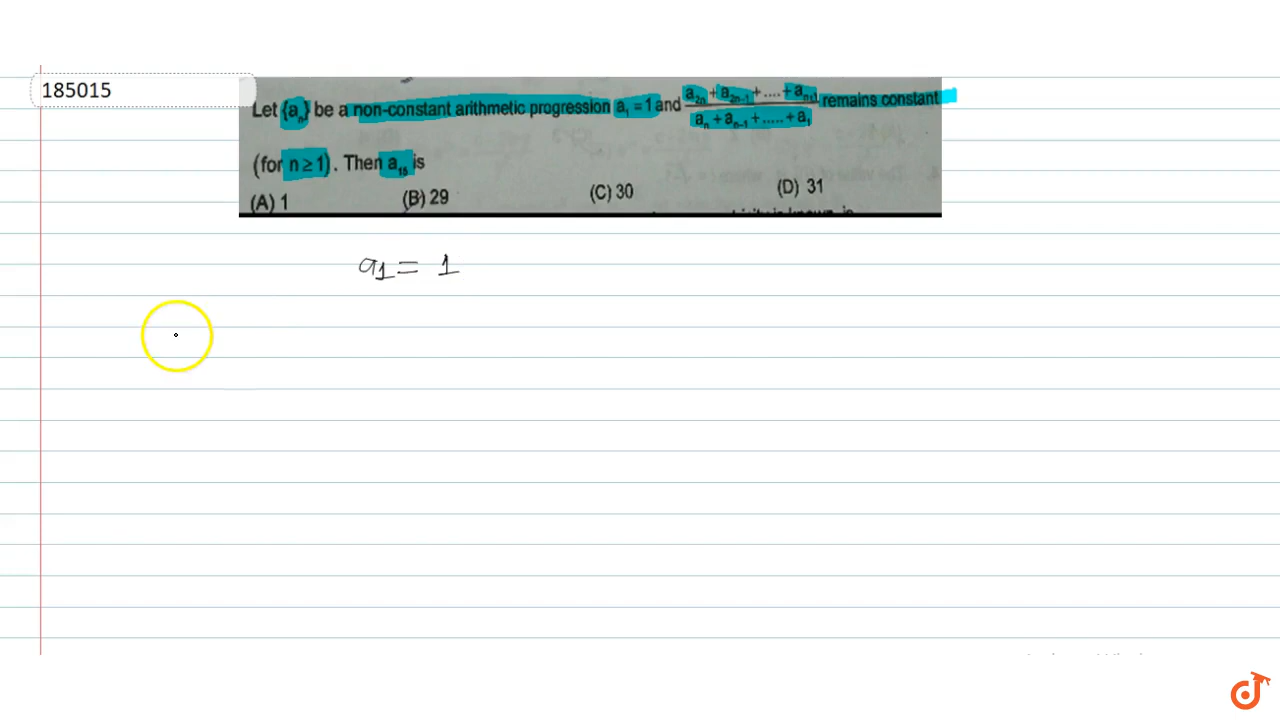 185015
Let {aₙ} be a non-constant arithmetic progression a₁ = 1 and (a₂ₙ + a₂ₙ₋₁ + .... + aₙ₊₁)/(aₙ + aₙ₋₁ + ..... + a₁) remains constant
(for n ≥ 1) . Then a₁₅ is
(A) 1 (B) 29 (C) 30 (D) 31
a₁ = 1